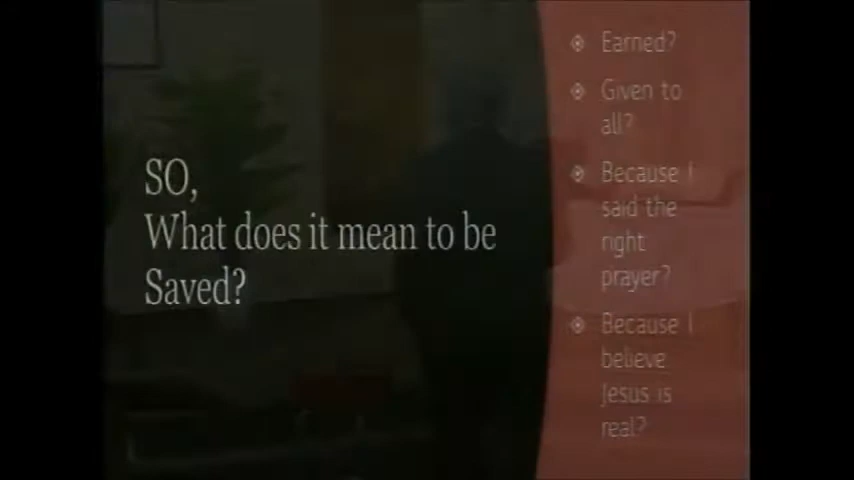 SO,
What does it mean to be
Saved?
Earned?
Given to
all?
Because I
said the
right
prayer?
Because I
believe
Jesus is
real?